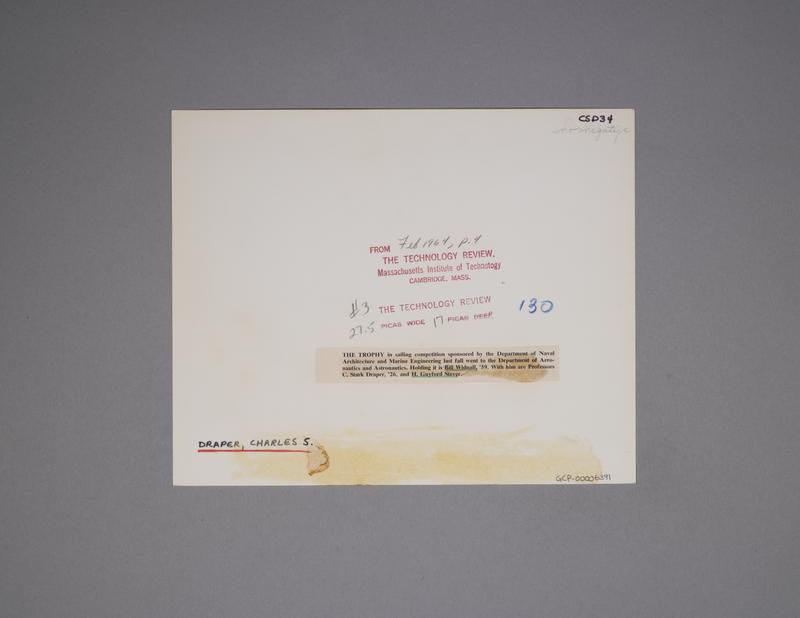 CSD34
no negative
FROM Feb 1964, p.4
THE TECHNOLOGY REVIEW,
Massachusetts Institute of Technology
CAMBRIDGE, MASS.
#3 THE TECHNOLOGY REVIEW 130
27.5 PICAS WIDE 17 PICAS DEEP
THE TROPHY in sailing competition sponsored by the Department of Naval
Architecture and Marine Engineering last fall went to the Department of Aero-
nautics and Astronautics. Holding it is Bill Widnall, '59. With him are Professors
C. Stark Draper, '26, and H. Guyford Stever.
DRAPER, CHARLES S.